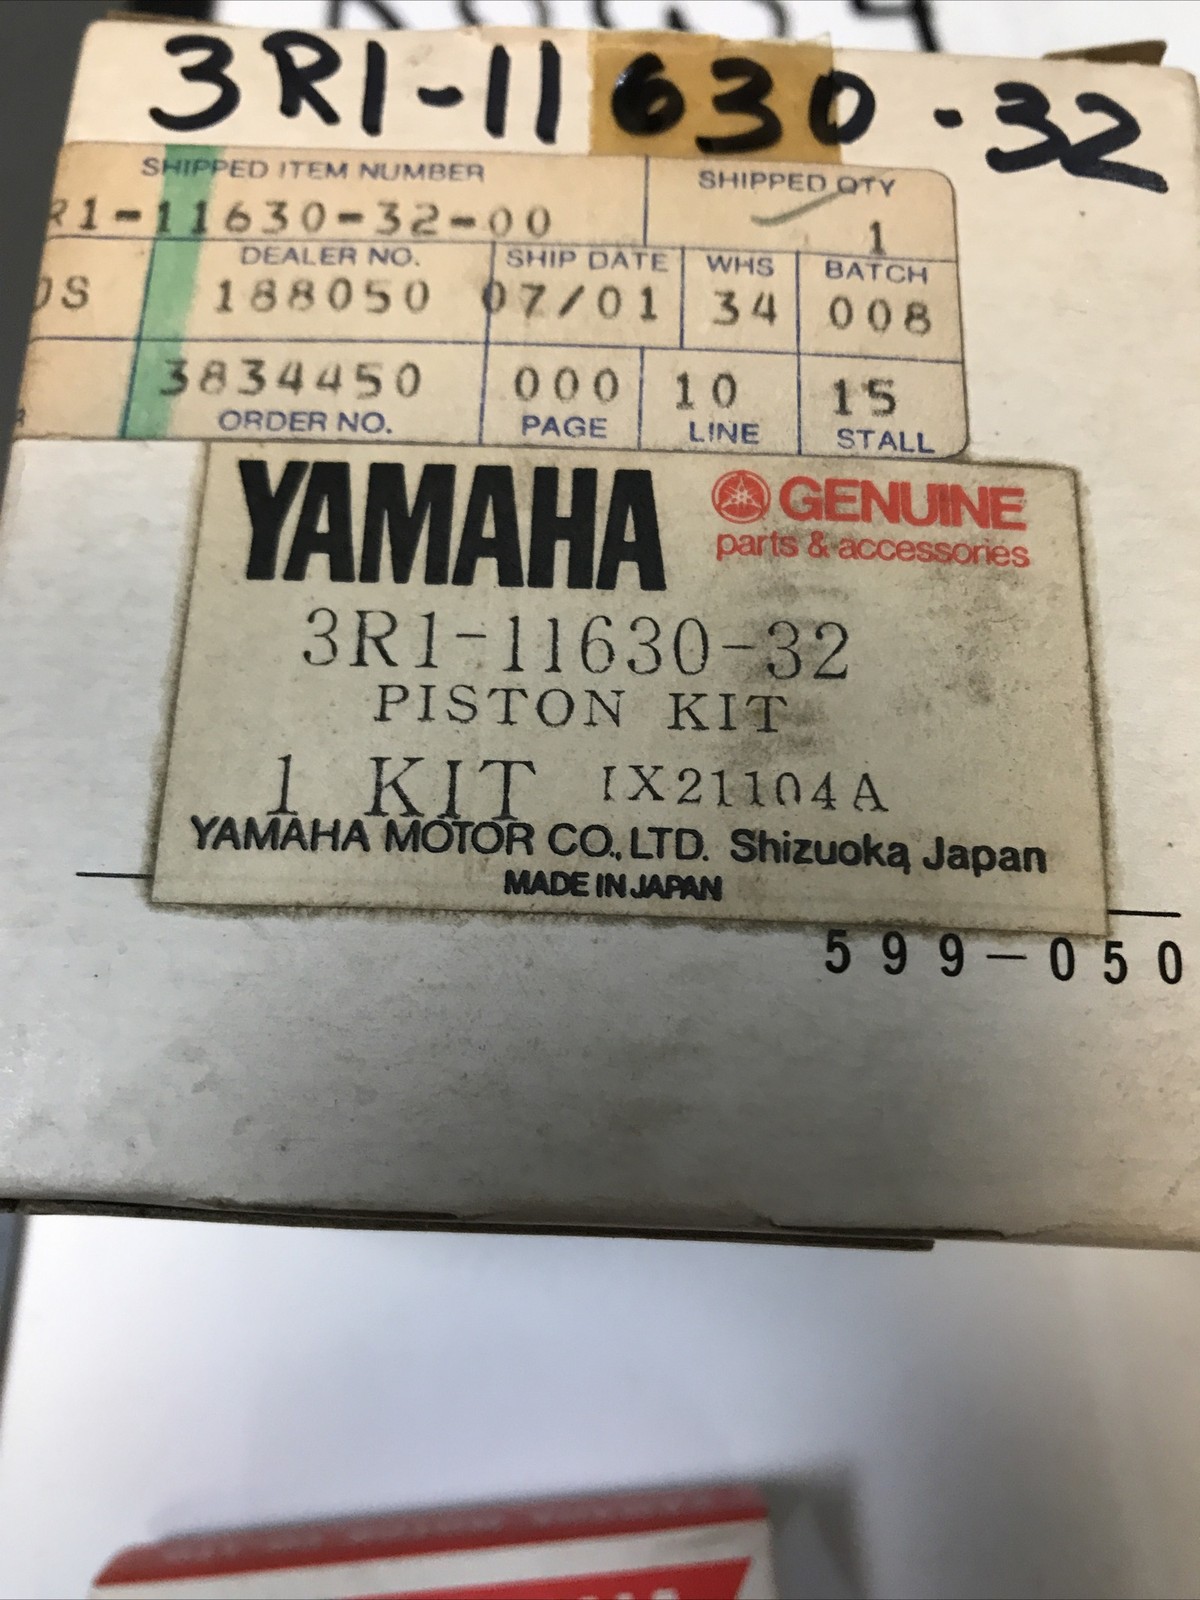 3R1-11630-32
SHIPPED ITEM NUMBER SHIPPED QTY
R1-11630-32-00 1
DEALER NO. SHIP DATE WHS BATCH
OS 188050 07/01 34 008
3834450 000 10 15
ORDER NO. PAGE LINE STALL
YAMAHA GENUINE
parts & accessories
3R1-11630-32
PISTON KIT
1 KIT IX21104A
YAMAHA MOTOR CO., LTD. Shizuoka, Japan
MADE IN JAPAN
599-050